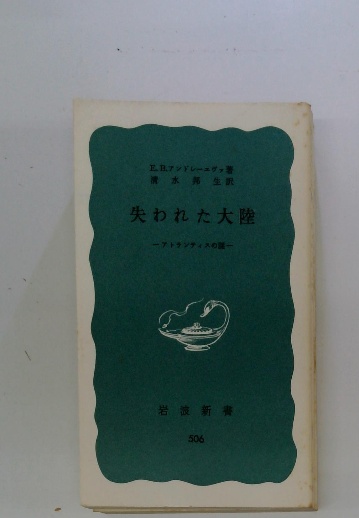 E.B.アンドレーエヴァ著
清水邦生訳
失われた大陸
—アトランティスの謎—
岩波新書
506